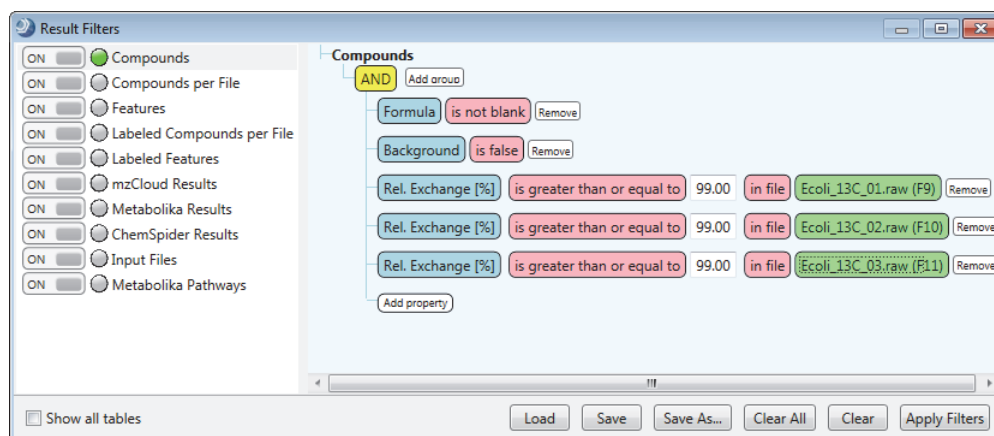 Result Filters
ON Compounds
ON Compounds per File
ON Features
ON Labeled Compounds per File
ON Labeled Features
ON mzCloud Results
ON Metabolika Results
ON ChemSpider Results
ON Input Files
ON Metabolika Pathways
Compounds
AND Add group
Formula is not blank Remove
Background is false Remove
Rel. Exchange [%] is greater than or equal to 99.00 in file Ecoli_13C_01.raw (F9) Remove
Rel. Exchange [%] is greater than or equal to 99.00 in file Ecoli_13C_02.raw (F10) Remove
Rel. Exchange [%] is greater than or equal to 99.00 in file Ecoli_13C_03.raw (F11) Remove
Add property
Show all tables Load Save Save As... Clear All Clear Apply Filters